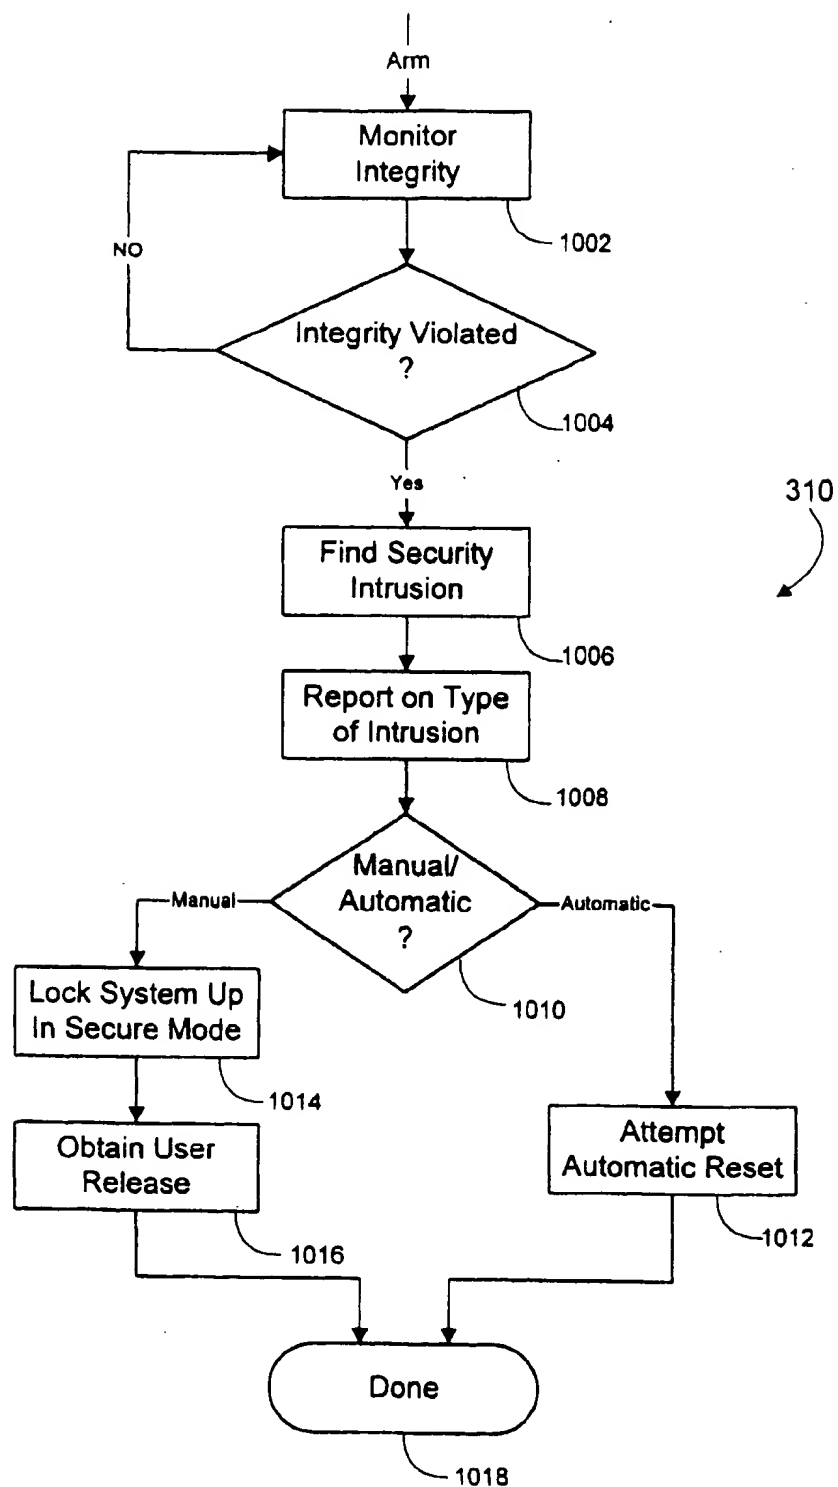 Arm
Monitor
Integrity
1002
NO
Integrity Violated
?
1004
Yes
310
Find Security
Intrusion
1006
Report on Type
of Intrusion
1008
Manual/
Automatic
?
Manual
Automatic
1010
Lock System Up
In Secure Mode
1014
Obtain User
Release
1016
Attempt
Automatic Reset
1012
Done
1018